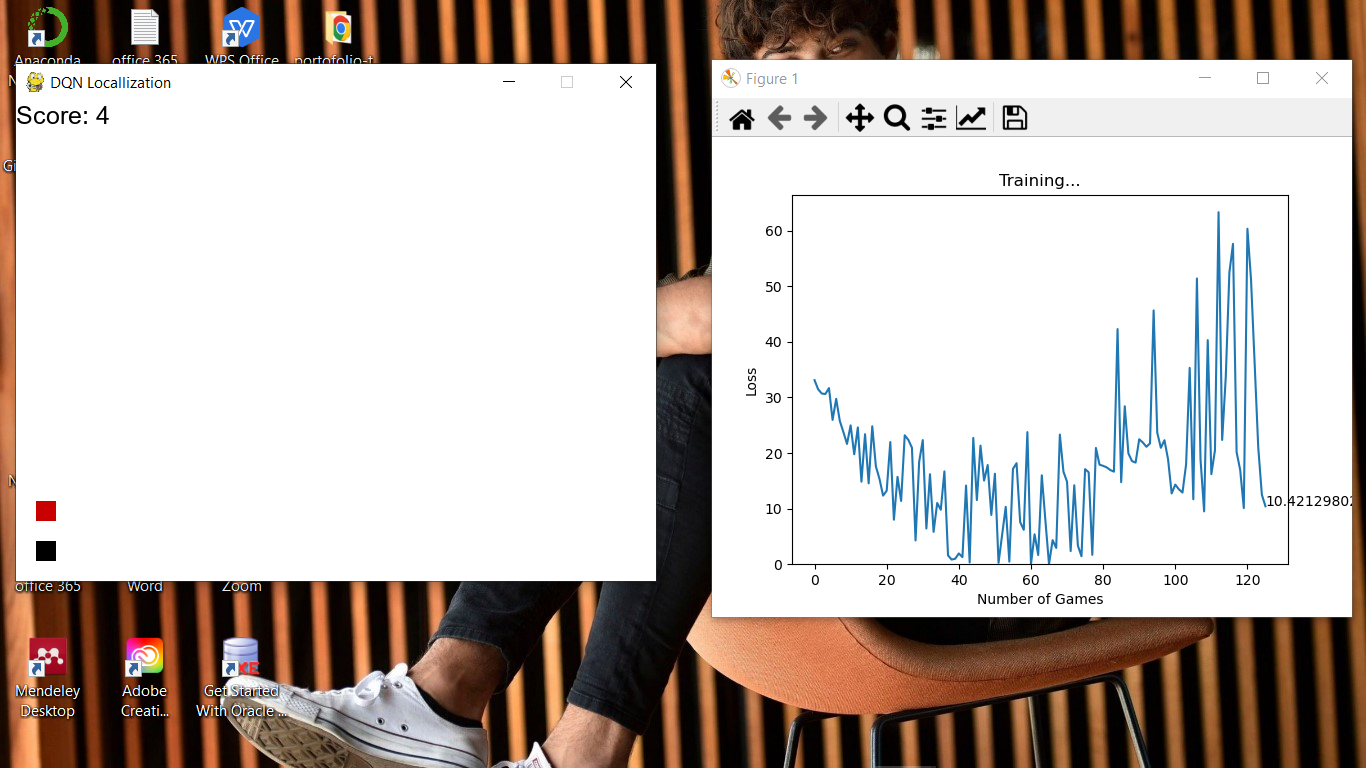 Anaconda
office 365
WPS Office
portofolio-t
N
DQN Locallization
Score: 4
Gi
N
office 365
Word
Zoom
Mendeley
Desktop
Adobe
Creati...
Get Started
With Oracle ...
Figure 1
Training...
60
50
40
30
20
10
0
Loss
10.42129802
0 20 40 60 80 100 120
Number of Games